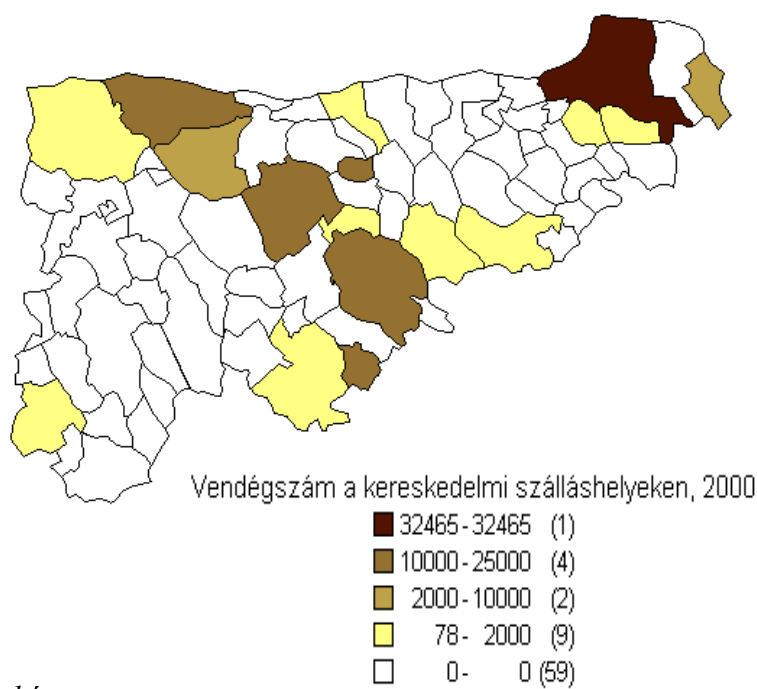 Vendégszám a kereskedelmi szálláshelyeken, 2000
32465-32465 (1)
10000-25000 (4)
2000-10000 (2)
78- 2000 (9)
0- 0 (59)